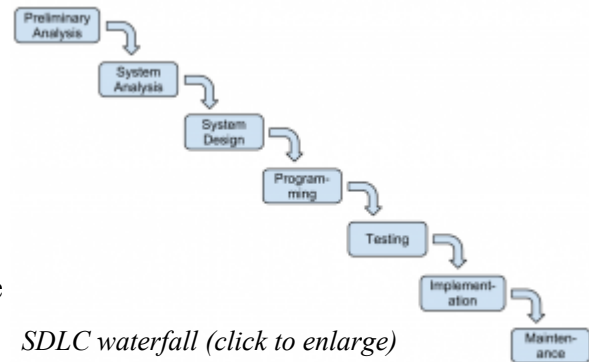 Preliminary
Analysis
System
Analysis
System
Design
Program-
ming
Testing
Implement-
ation
Mainten-
ance
e
SDLC waterfall (click to enlarge)